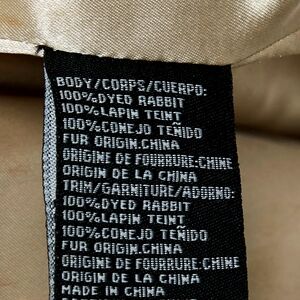 BODY/CORPS/CUERPO:
100%DYED RABBIT
100%LAPIN TEINT
100%CONEJO TEÑIDO
FUR ORIGIN:CHINA
ORIGINE DE FOURRURE:CHINE
ORIGIN DE LA CHINA
TRIM/GARNITURE/ADORNO:
100%DYED RABBIT
100%LAPIN TEINT
100%CONEJO TEÑIDO
FUR ORIGIN:CHINA
ORIGINE DE FOURRURE:CHINE
ORIGIN DE LA CHINA
MADE IN CHINA